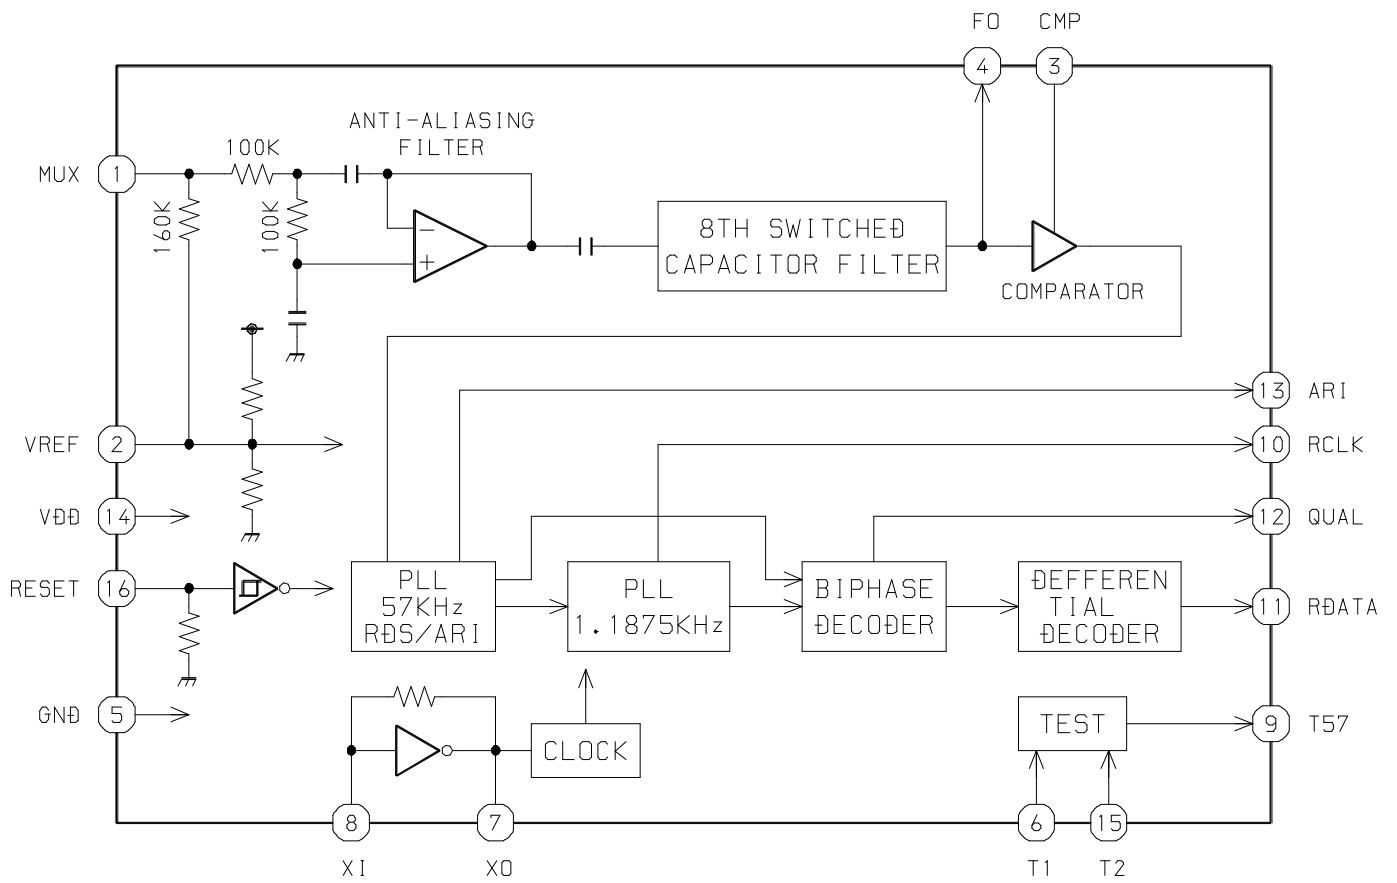 FO CMP
4 3
ANTI-ALIASING
FILTER
100K
MUX 1
160K
100K
8TH SWITCHED
CAPACITOR FILTER
−
+
COMPARATOR
13 ARI
VREF 2
10 RCLK
VDD 14
12 QUAL
RESET 16
PLL
57KHz
RDS/ARI
PLL
1.1875KHz
BIPHASE
DECODER
DEFFEREN
TIAL
DECODER
11 RDATA
GND 5
CLOCK
TEST
9 T57
8 7 6 15
XI XO T1 T2